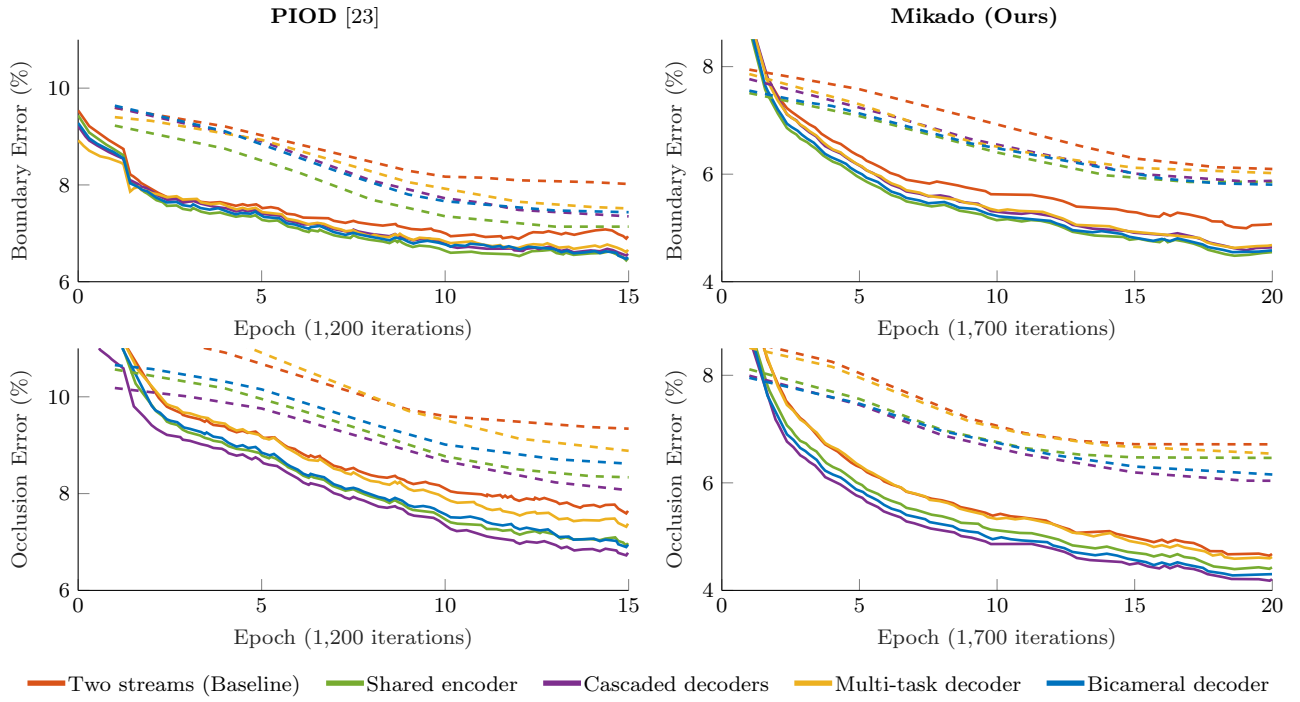 PIOD [23]
Mikado (Ours)
Boundary Error (%)
10
8
6
0
5
10
15
Epoch (1,200 iterations)
Boundary Error (%)
8
6
4
0
5
10
15
20
Epoch (1,700 iterations)
Occlusion Error (%)
10
8
6
0
5
10
15
Epoch (1,200 iterations)
Occlusion Error (%)
8
6
4
0
5
10
15
20
Epoch (1,700 iterations)
Two streams (Baseline) Shared encoder Cascaded decoders Multi-task decoder Bicameral decoder